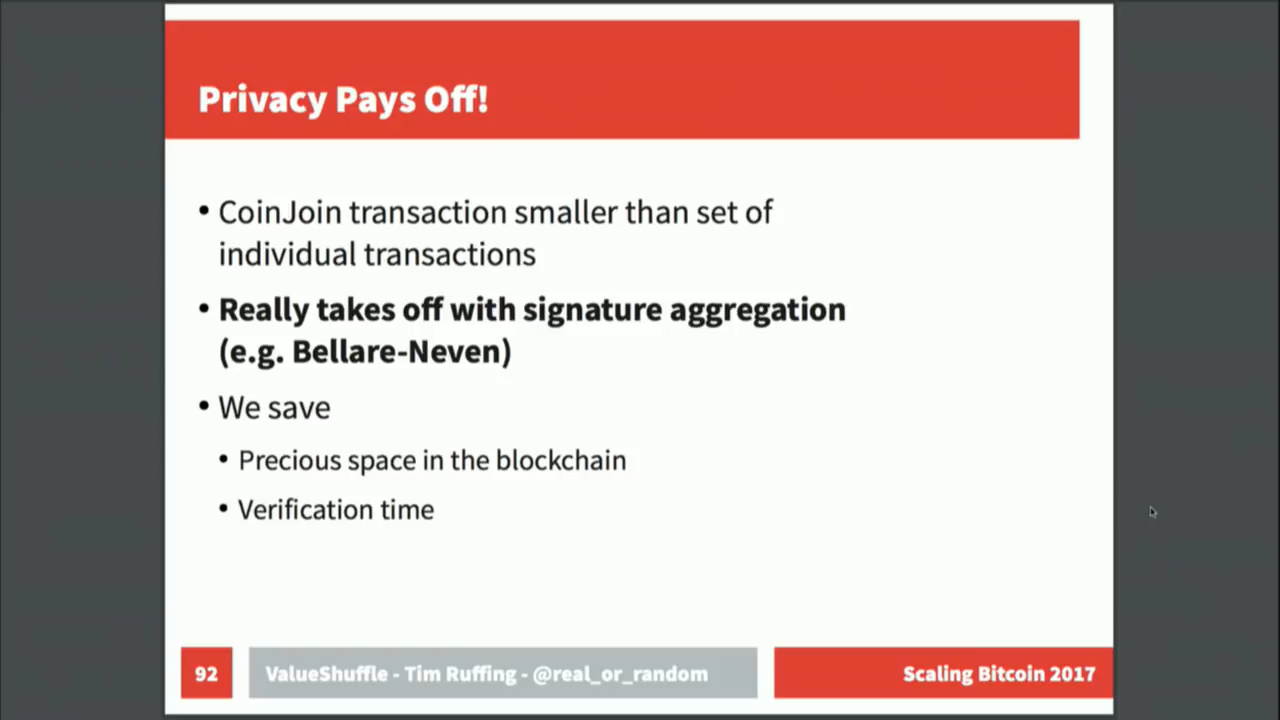 Privacy Pays Off!
• CoinJoin transaction smaller than set of
individual transactions
• Really takes off with signature aggregation
(e.g. Bellare-Neven)
• We save
• Precious space in the blockchain
• Verification time
92
ValueShuffle - Tim Ruffing - @real_or_random
Scaling Bitcoin 2017